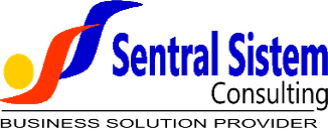 Sentral Sistem
Consulting
BUSINESS SOLUTION PROVIDER